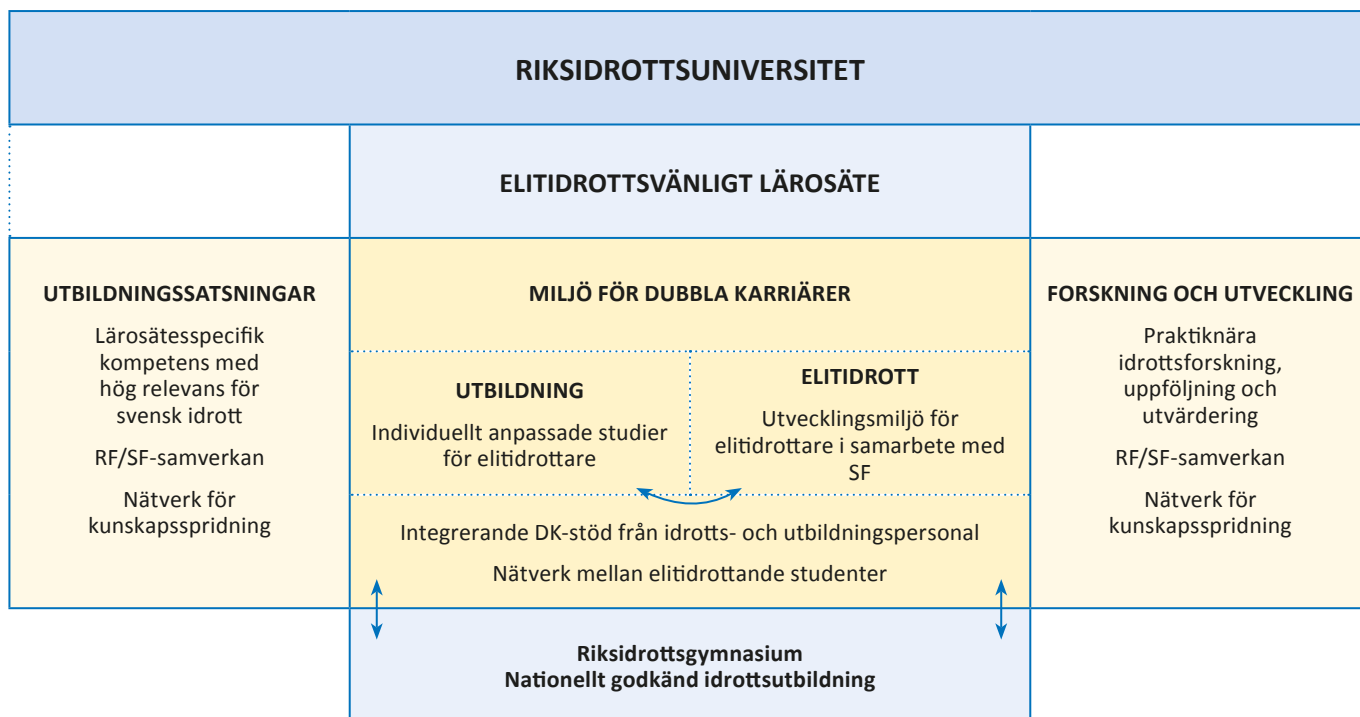 RIKSIDROTTSUNIVERSITET
ELITIDROTTSVÄNLIGT LÄROSÄTE
UTBILDNINGSSATSNINGAR
Lärosätesspecifik
kompetens med
hög relevans för
svensk idrott
RF/SF-samverkan
Nätverk för
kunskapsspridning
MILJÖ FÖR DUBBLA KARRIÄRER
UTBILDNING
Individuellt anpassade studier
för elitidrottare
ELITIDROTT
Utvecklingsmiljö för
elitidrottare i samarbete med
SF
Integrerande DK-stöd från idrotts- och utbildningspersonal
Nätverk mellan elitidrottande studenter
FORSKNING OCH UTVECKLING
Praktiknära
idrottsforskning,
uppföljning och
utvärdering
RF/SF-samverkan
Nätverk för
kunskapsspridning
Riksidrottsgymnasium
Nationellt godkänd idrottsutbildning